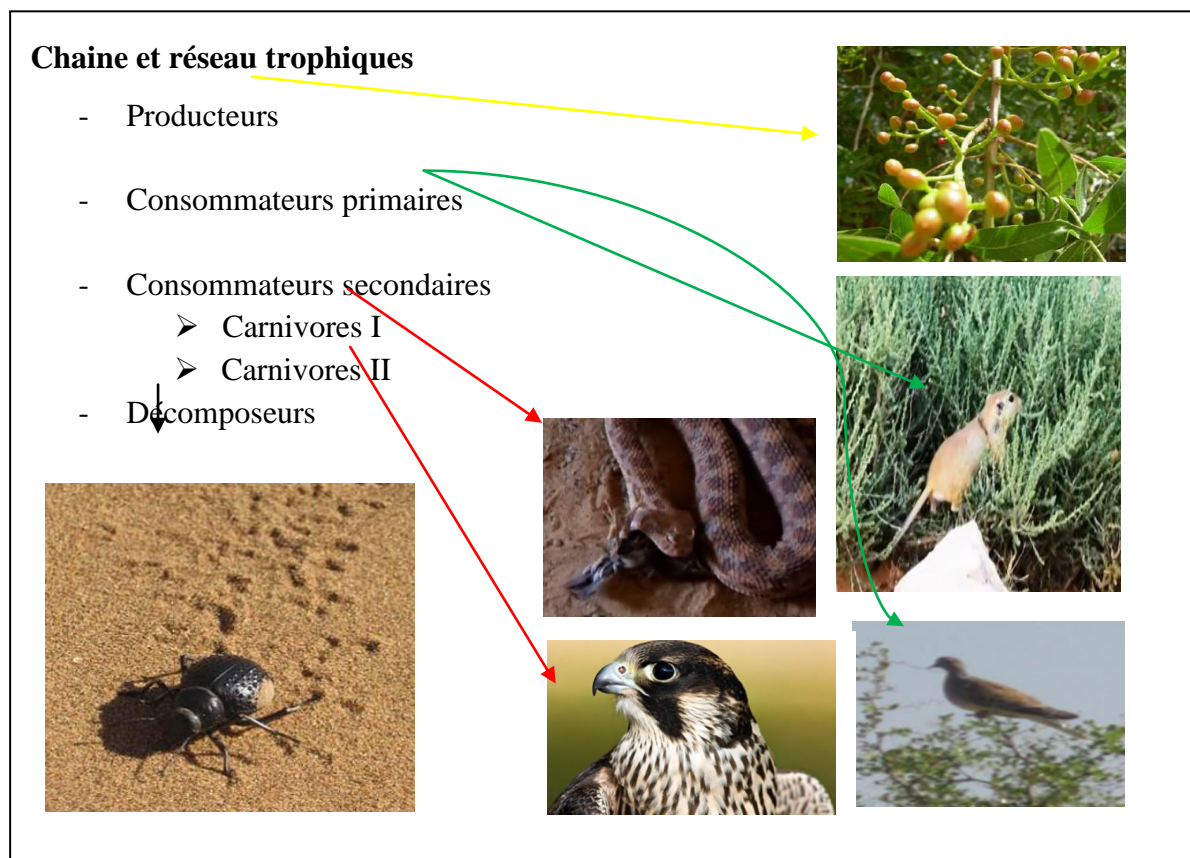 Chaine et réseau trophiques
- Producteurs
- Consommateurs primaires
- Consommateurs secondaires
➢ Carnivores I
➢ Carnivores II
- Décomposeurs